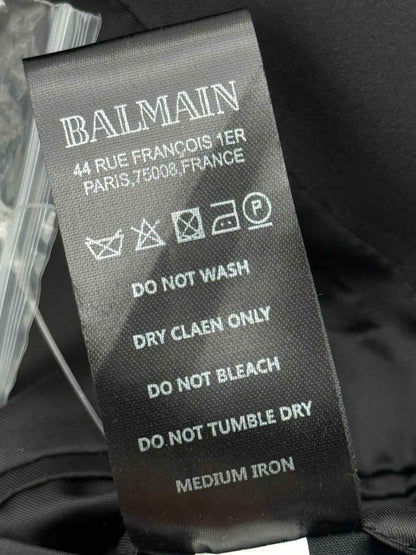 BALMAIN
44 RUE FRANÇOIS 1ER
PARIS,75008,FRANCE
P
DO NOT WASH
DRY CLAEN ONLY
DO NOT BLEACH
DO NOT TUMBLE DRY
MEDIUM IRON